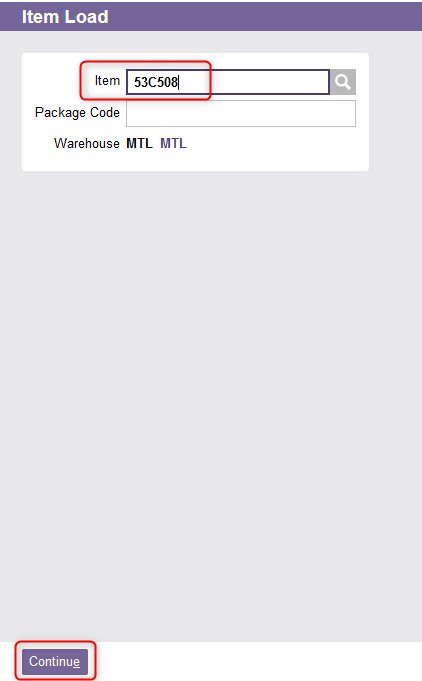 Item Load
Item 53C508
Package Code
Warehouse MTL MTL
Continue